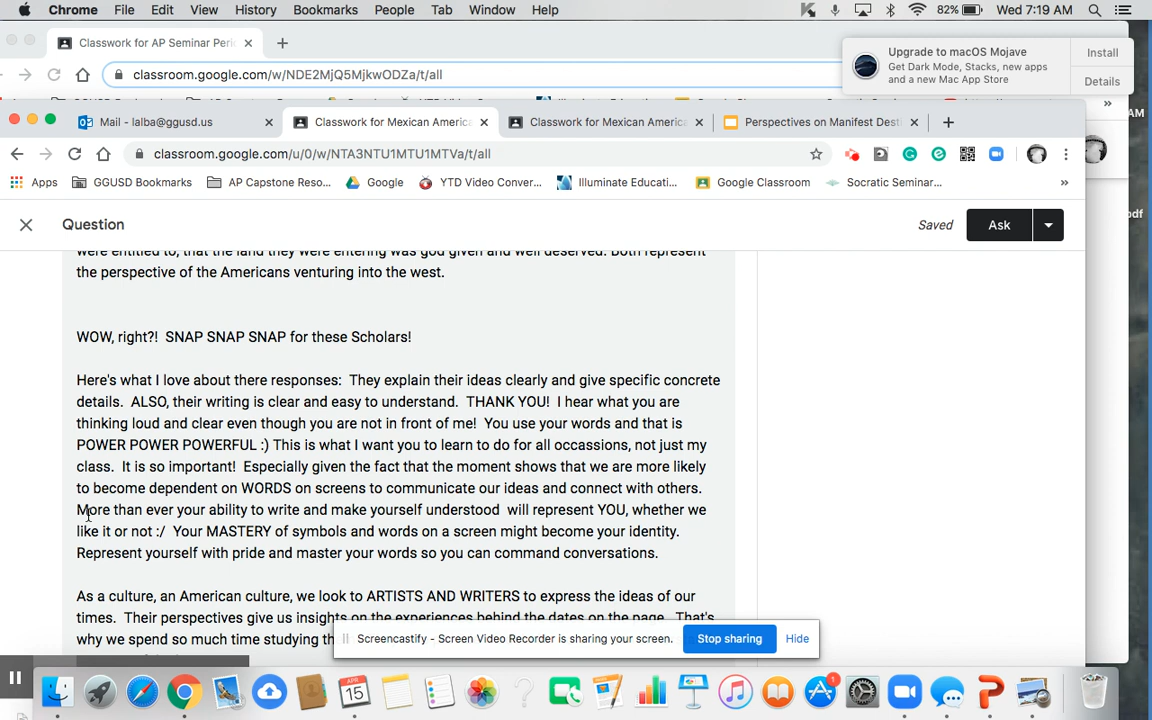 Chrome File Edit View History Bookmarks People Tab Window Help 82% Wed 7:19 AM
Classwork for AP Seminar Peri
classroom.google.com/w/NDE2MjQ5MjkwODZa/t/all
Upgrade to macOS Mojave
Get Dark Mode, Stacks, new apps
and a new Mac App Store
Install
Details
AM
Mail - lalba@ggusd.us
Classwork for Mexican America
Classwork for Mexican America
Perspectives on Manifest Desti
classroom.google.com/u/0/w/NTA3NTU1MTU1MTVa/t/all
Apps GGUSD Bookmarks AP Capstone Reso... Google YTD Video Conver... Illuminate Educati... Google Classroom Socratic Seminar... »
pdf
Question
Saved
Ask
were entitled to, that the land they were entering was god given and well deserved. Both represent
the perspective of the Americans venturing into the west.
WOW, right?! SNAP SNAP SNAP for these Scholars!
Here's what I love about there responses: They explain their ideas clearly and give specific concrete
details. ALSO, their writing is clear and easy to understand. THANK YOU! I hear what you are
thinking loud and clear even though you are not in front of me! You use your words and that is
POWER POWER POWERFUL :) This is what I want you to learn to do for all occassions, not just my
class. It is so important! Especially given the fact that the moment shows that we are more likely
to become dependent on WORDS on screens to communicate our ideas and connect with others.
More than ever your ability to write and make yourself understood will represent YOU, whether we
like it or not :/ Your MASTERY of symbols and words on a screen might become your identity.
Represent yourself with pride and master your words so you can command conversations.
As a culture, an American culture, we look to ARTISTS AND WRITERS to express the ideas of our
times. Their perspectives give us insights on the experiences behind the dates on the page. That's
why we spend so much time studying th
Screencastify - Screen Video Recorder is sharing your screen.
Stop sharing
Hide
APR
15
1